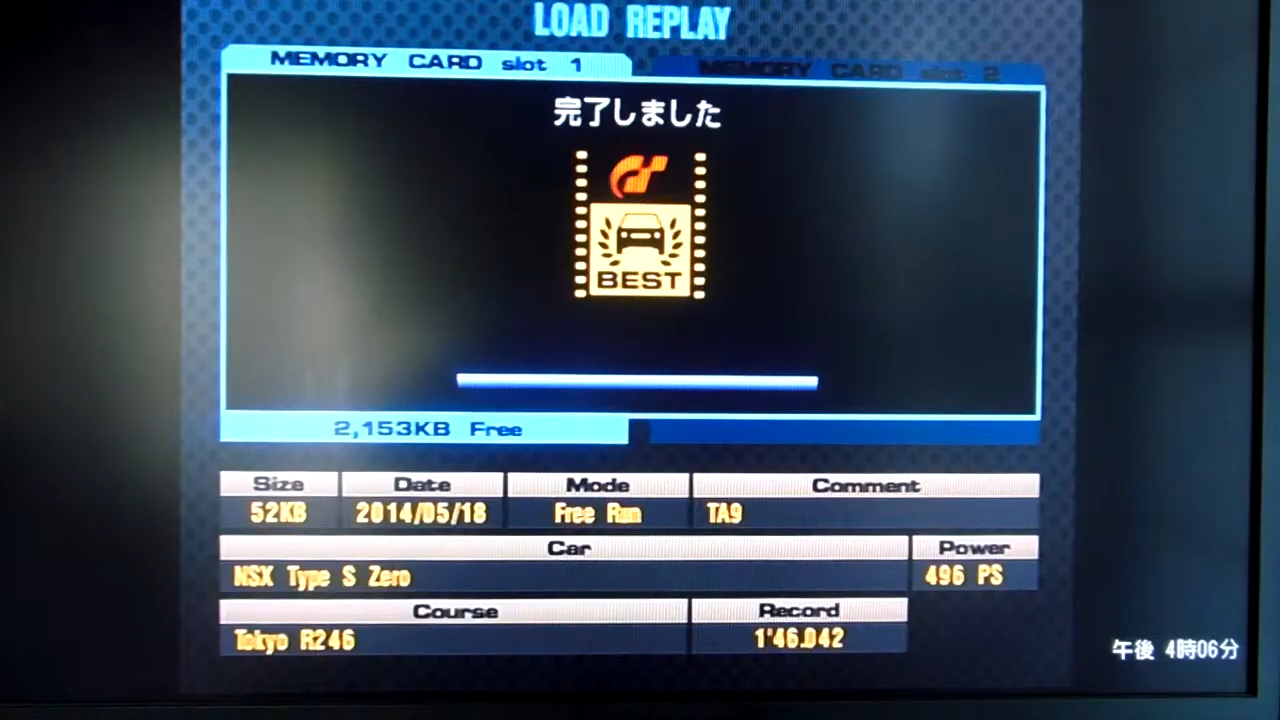 LOAD REPLAY
MEMORY CARD slot 1
MEMORY CARD slot 2
完了しました
GT
BEST
2,153KB Free
Size Date Mode Comment
52KB 2014/05/18 Free Run TA9
Car Power
NSX Type S Zero 496 PS
Course Record
Tokyo R246 1'46.042
午後 4時06分